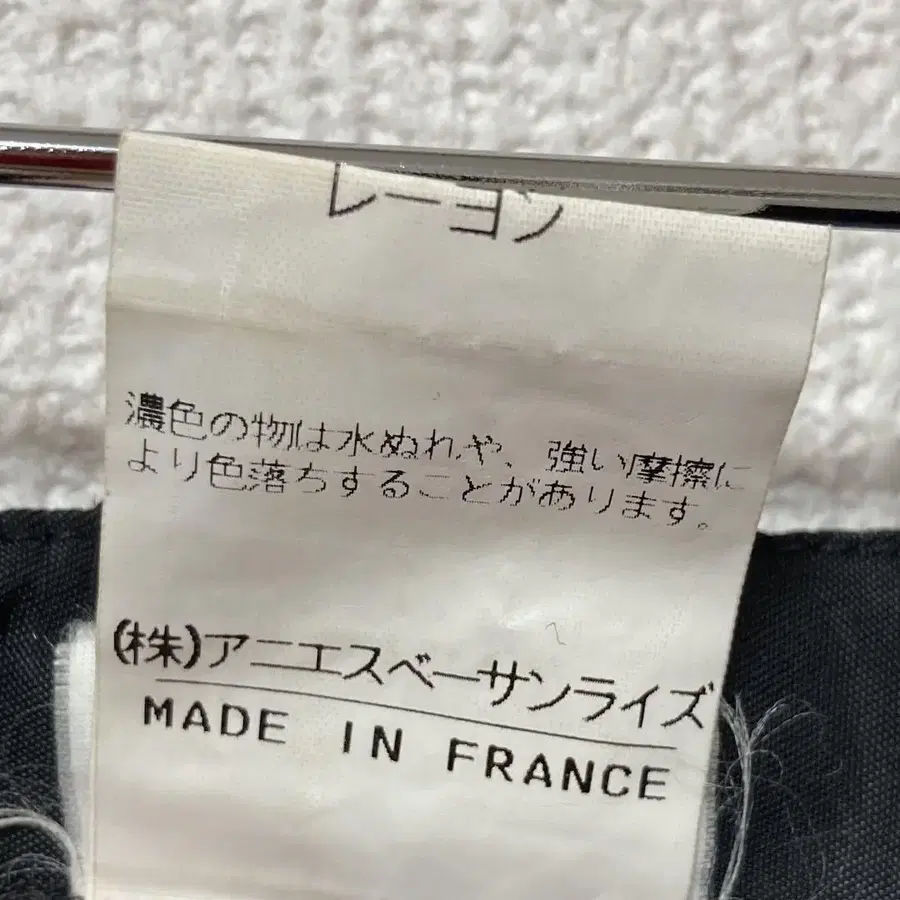 レーヨン
濃色の物は水ぬれや、強い摩擦に
より色落ちすることがあります。
(株)アニエスベーサンライズ
MADE IN FRANCE